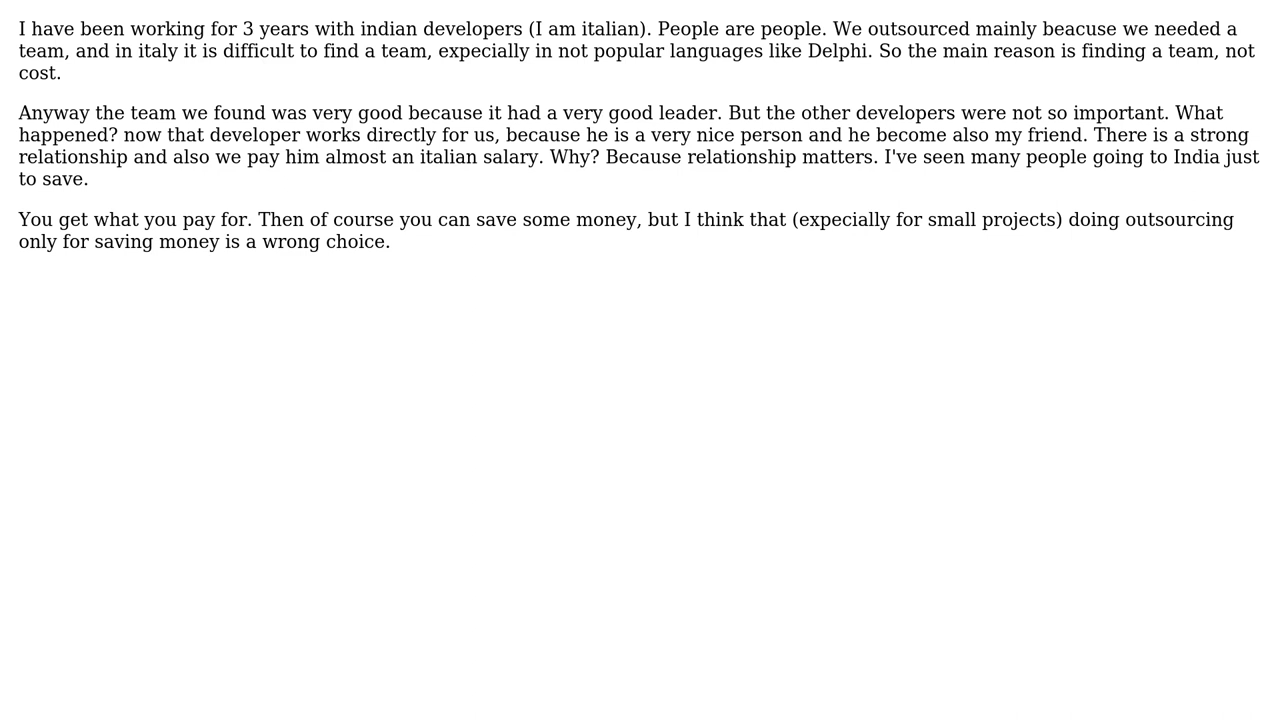 I have been working for 3 years with indian developers (I am italian). People are people. We outsourced mainly beacuse we needed a
team, and in italy it is difficult to find a team, expecially in not popular languages like Delphi. So the main reason is finding a team, not
cost.
Anyway the team we found was very good because it had a very good leader. But the other developers were not so important. What
happened? now that developer works directly for us, because he is a very nice person and he become also my friend. There is a strong
relationship and also we pay him almost an italian salary. Why? Because relationship matters. I've seen many people going to India just
to save.
You get what you pay for. Then of course you can save some money, but I think that (expecially for small projects) doing outsourcing
only for saving money is a wrong choice.